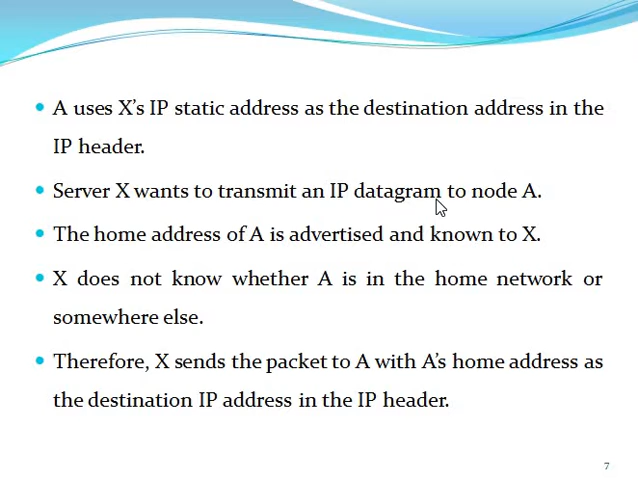 A uses X's IP static address as the destination address in the
IP header.
Server X wants to transmit an IP datagram to node A.
The home address of A is advertised and known to X.
X does not know whether A is in the home network or
somewhere else.
Therefore, X sends the packet to A with A's home address as
the destination IP address in the IP header.
7